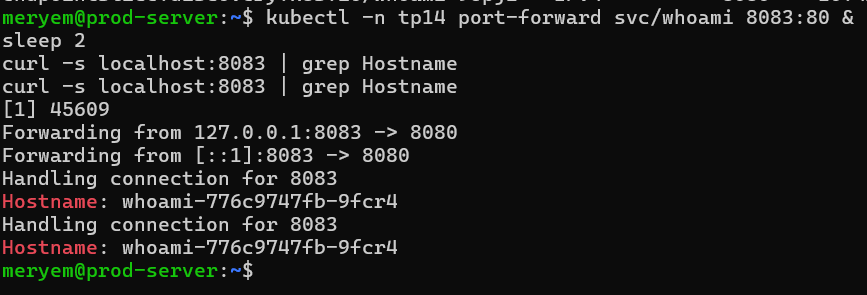 meryem@prod-server:~$ kubectl -n tp14 port-forward svc/whoami 8083:80 &
sleep 2
curl -s localhost:8083 | grep Hostname
curl -s localhost:8083 | grep Hostname
[1] 45609
Forwarding from 127.0.0.1:8083 -> 8080
Forwarding from [::1]:8083 -> 8080
Handling connection for 8083
Hostname: whoami-776c9747fb-9fcr4
Handling connection for 8083
Hostname: whoami-776c9747fb-9fcr4
meryem@prod-server:~$